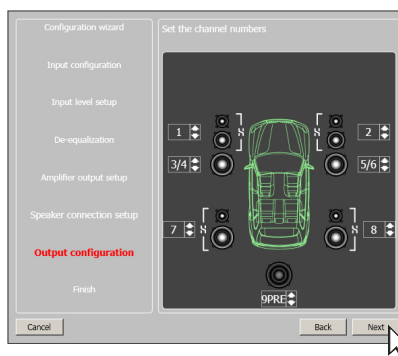 Configuration wizard
Set the channel numbers
Input configuration
Input level setup
De-equalization
Amplifier output setup
Speaker connection setup
Output configuration
Finish
1
2
3/4
5/6
7
8
9PRE
Cancel
Back
Next